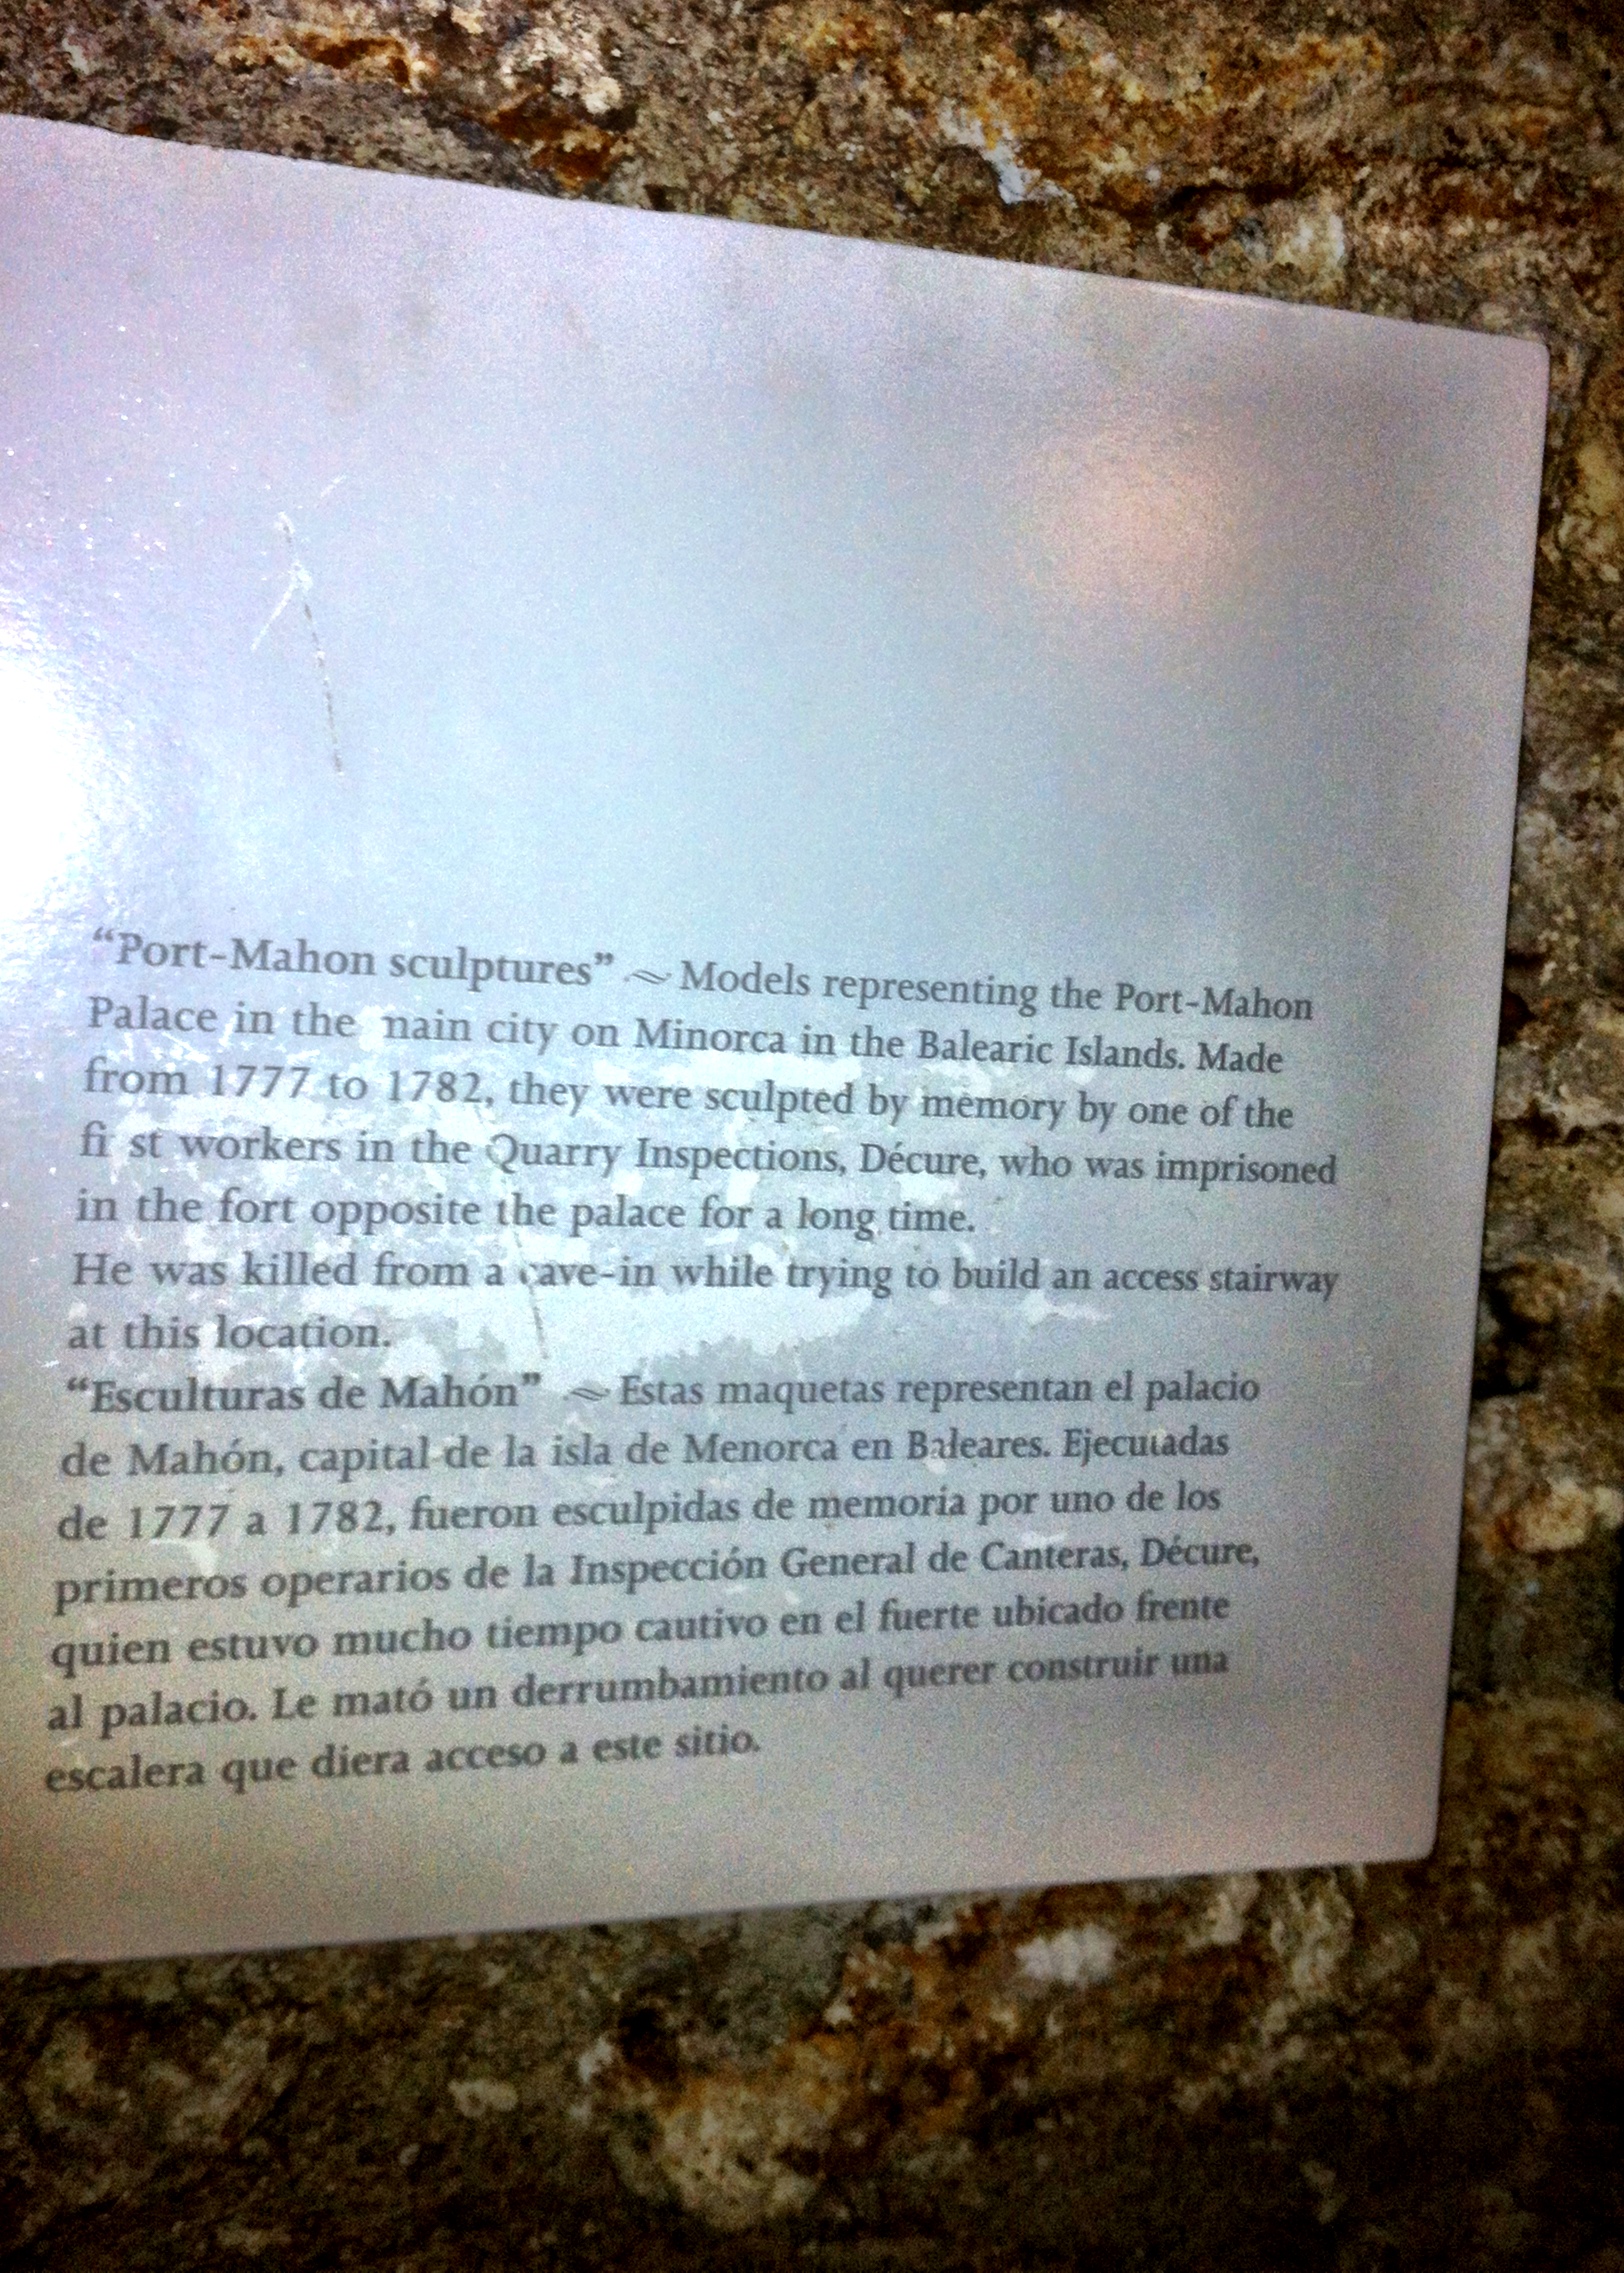 “Port-Mahon sculptures” ~ Models representing the Port-Mahon
Palace in the nain city on Minorca in the Balearic Islands. Made
from 1777 to 1782, they were sculpted by memory by one of the
fi st workers in the Quarry Inspections, Décure, who was imprisoned
in the fort opposite the palace for a long time.
He was killed from a cave-in while trying to build an access stairway
at this location.
“Esculturas de Mahón” ~ Estas maquetas representan el palacio
de Mahón, capital de la isla de Menorca en Baleares. Ejecutadas
de 1777 a 1782, fueron esculpidas de memoria por uno de los
primeros operarios de la Inspección General de Canteras, Décure,
quien estuvo mucho tiempo cautivo en el fuerte ubicado frente
al palacio. Le mató un derrumbamiento al querer construir una
escalera que diera acceso a este sitio.